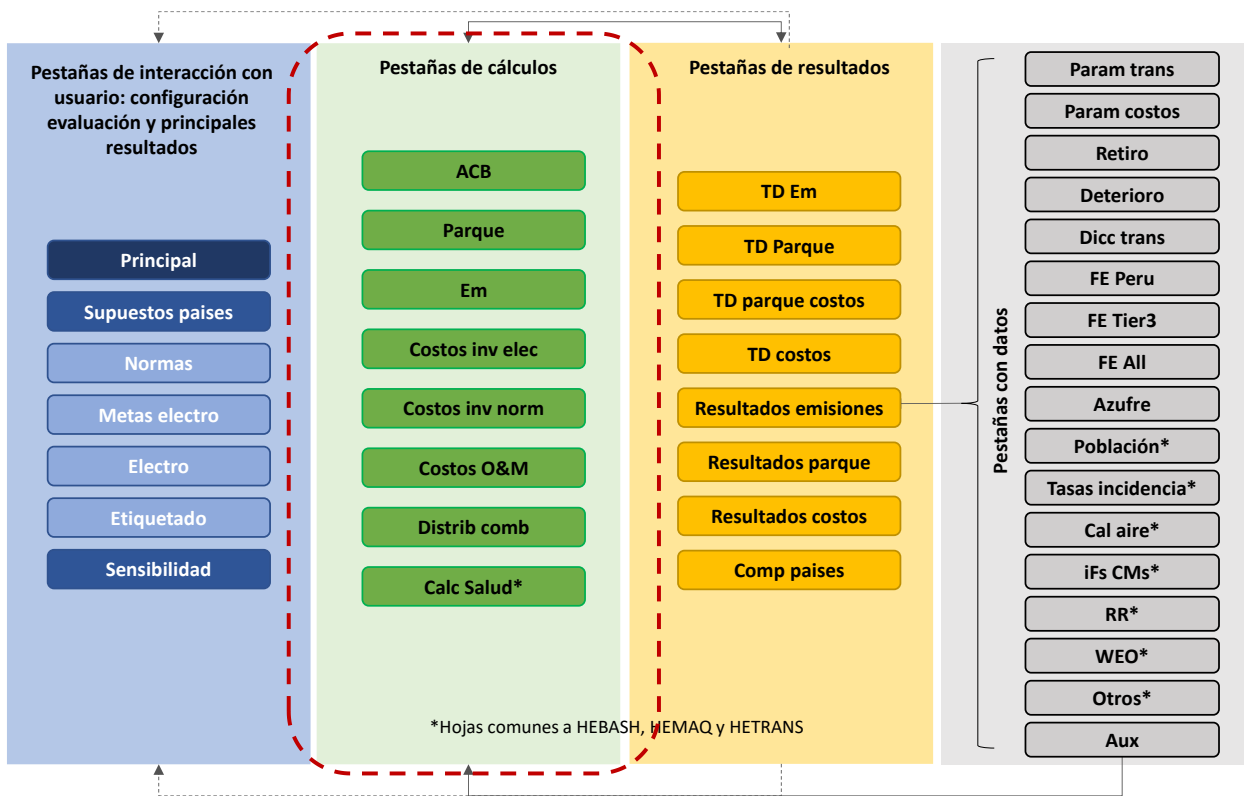 Pestañas de interacción con
usuario: configuración
evaluación y principales
resultados
Principal
Supuestos paises
Normas
Metas electro
Electro
Etiquetado
Sensibilidad
Pestañas de cálculos
ACB
Parque
Em
Costos inv elec
Costos inv norm
Costos O&M
Distrib comb
Calc Salud*
Pestañas de resultados
TD Em
TD Parque
TD parque costos
TD costos
Resultados emisiones
Resultados parque
Resultados costos
Comp paises
Pestañas con datos
Param trans
Param costos
Retiro
Deterioro
Dicc trans
FE Peru
FE Tier3
FE All
Azufre
Población*
Tasas incidencia*
Cal aire*
iFs CMs*
RR*
WEO*
Otros*
Aux
*Hojas comunes a HEBASH, HEMAQ y HETRANS